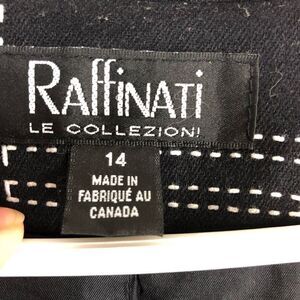 Raffinati
LE COLLEZIONI
14
MADE IN
FABRIQUÉ AU
CANADA